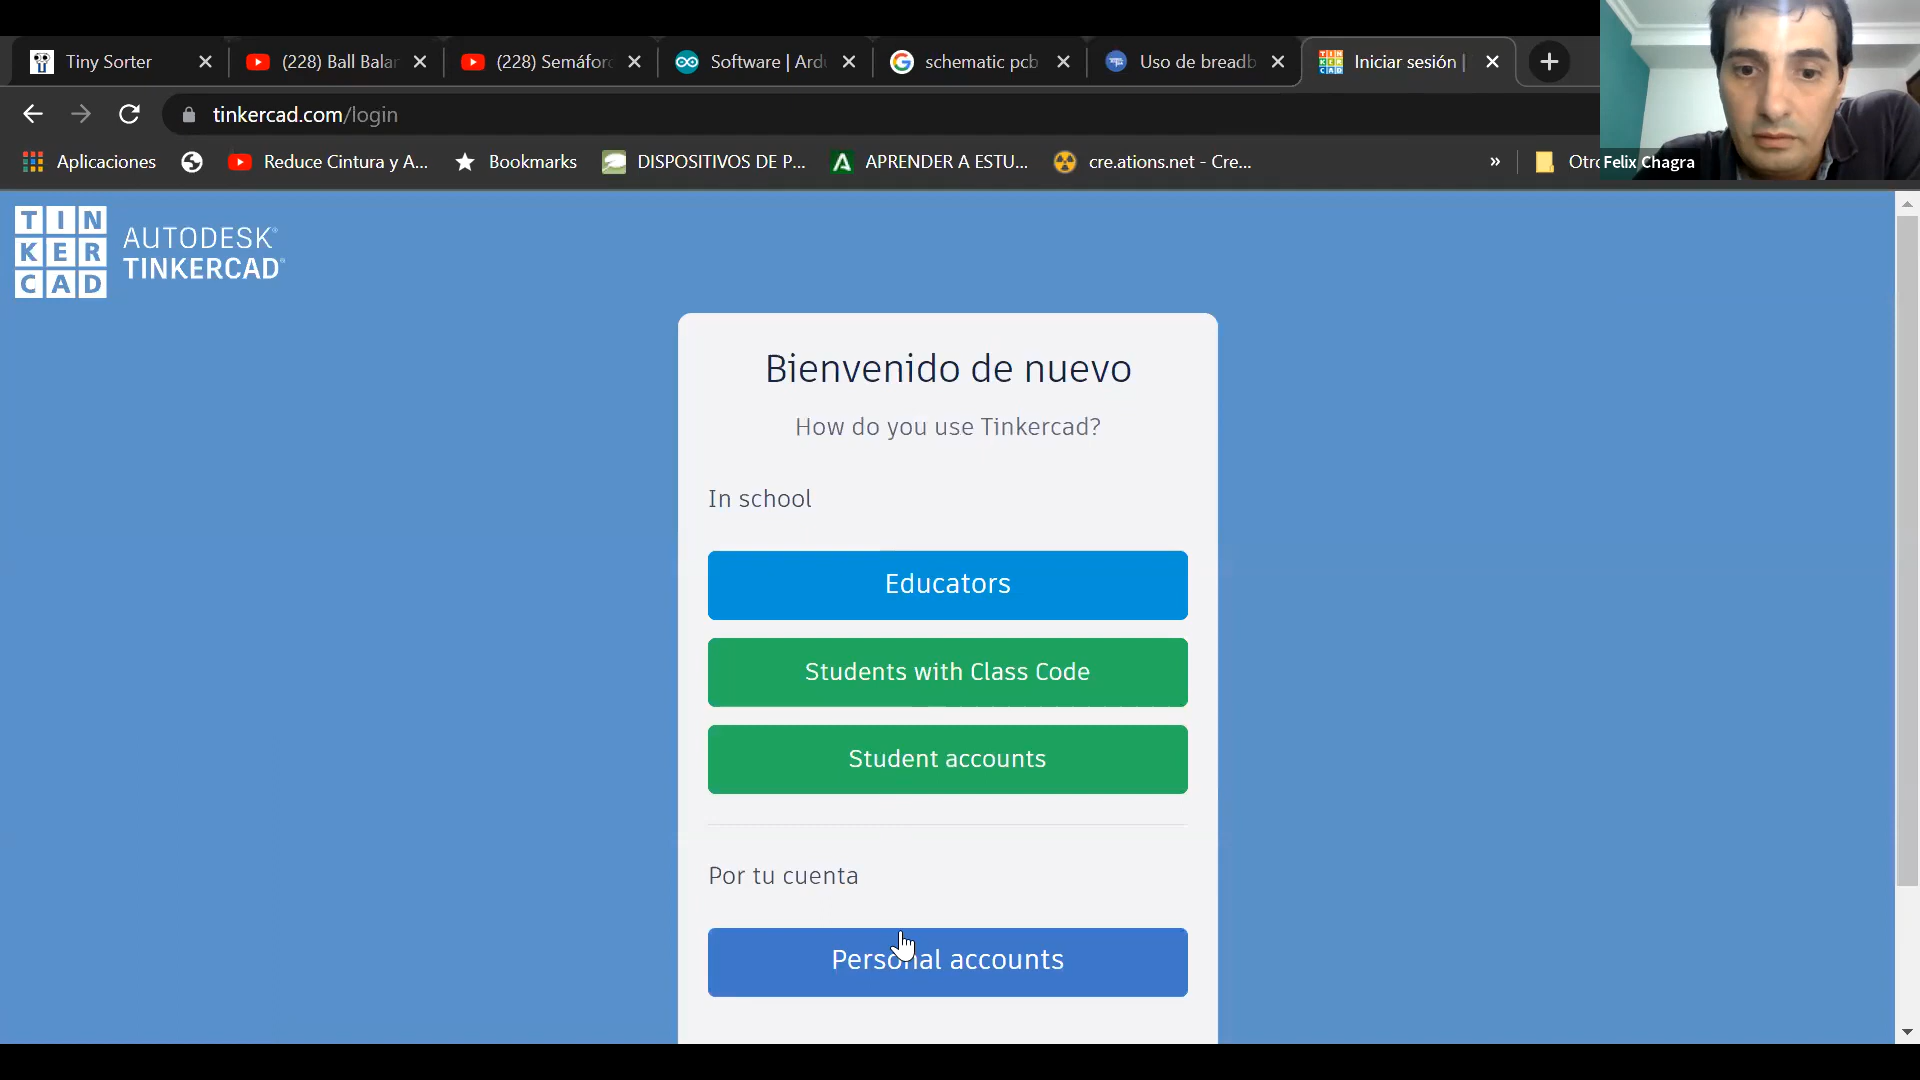 Tiny Sorter
(228) Ball Balan
(228) Semáforo
Software | Ardu
schematic pcb
Uso de breadb
Iniciar sesión |
tinkercad.com/login
Aplicaciones
Reduce Cintura y A...
Bookmarks
DISPOSITIVOS DE P...
APRENDER A ESTU...
cre.ations.net - Cre...
»
Otro
Felix Chagra
TIN
KER
CAD
AUTODESK®
TINKERCAD®
Bienvenido de nuevo
How do you use Tinkercad?
In school
Educators
Students with Class Code
Student accounts
Por tu cuenta
Personal accounts